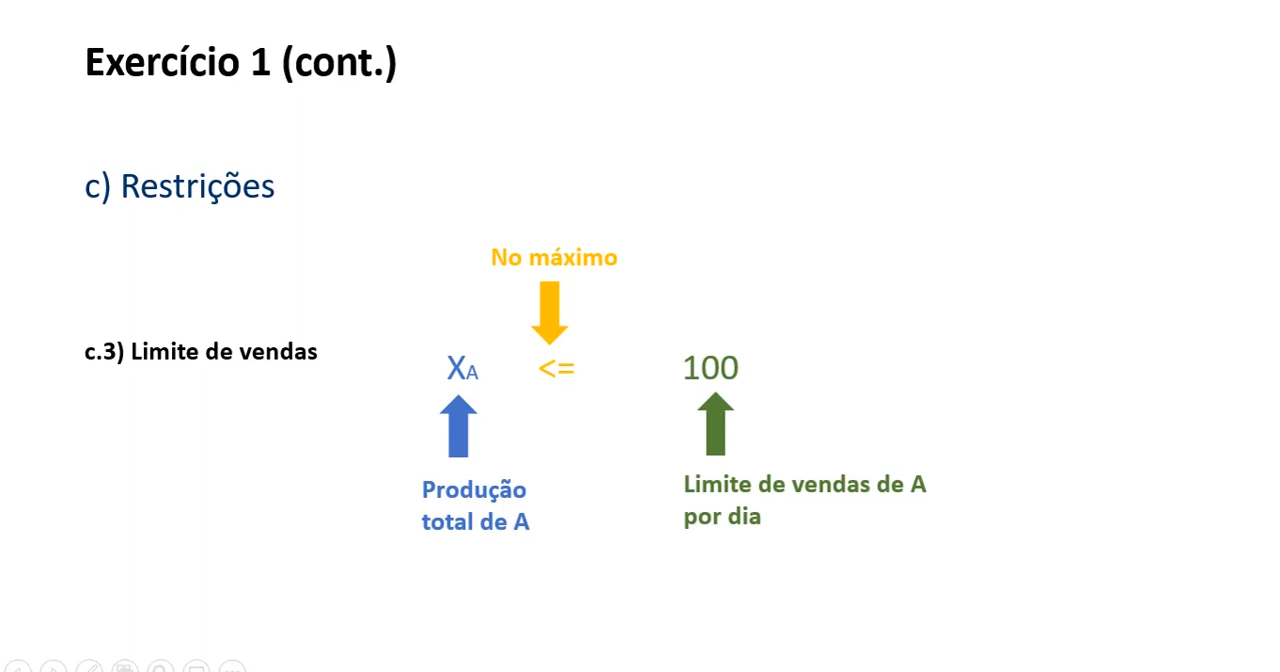 Exercício 1 (cont.)
c) Restrições
No máximo
c.3) Limite de vendas
XA <= 100
Produção
total de A
Limite de vendas de A
por dia